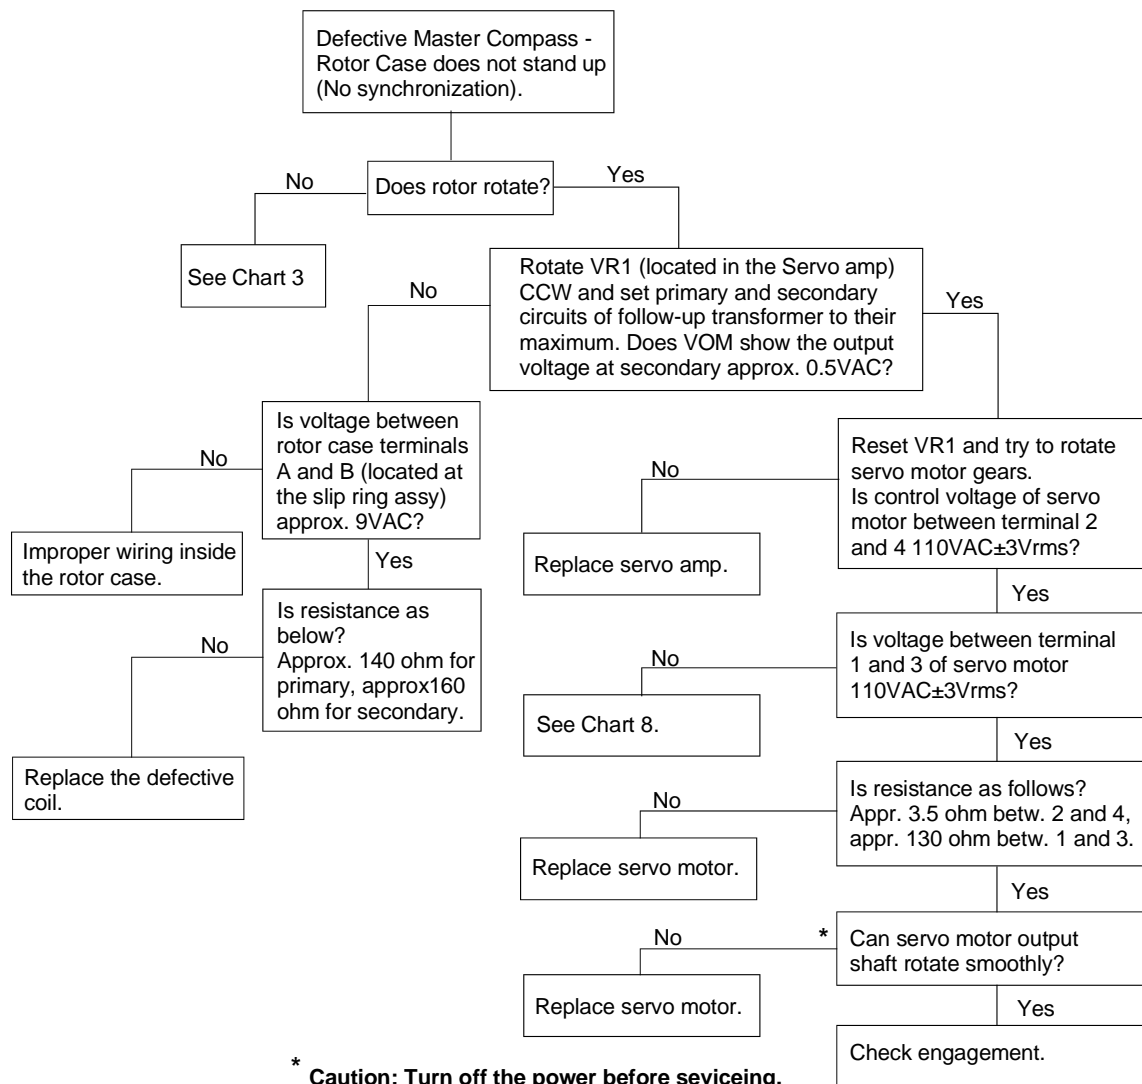 Defective Master Compass -
Rotor Case does not stand up
(No synchronization).
No
Does rotor rotate?
Yes
See Chart 3
No
Rotate VR1 (located in the Servo amp)
CCW and set primary and secondary
circuits of follow-up transformer to their
maximum. Does VOM show the output
voltage at secondary approx. 0.5VAC?
Yes
No
Is voltage between
rotor case terminals
A and B (located at
the slip ring assy)
approx. 9VAC?
No
Reset VR1 and try to rotate
servo motor gears.
Is control voltage of servo
motor between terminal 2
and 4 110VAC±3Vrms?
Improper wiring inside
the rotor case.
Yes
Replace servo amp.
Yes
No
Is resistance as
below?
Approx. 140 ohm for
primary, approx160
ohm for secondary.
No
Is voltage between terminal
1 and 3 of servo motor
110VAC±3Vrms?
See Chart 8.
Yes
Replace the defective
coil.
No
Is resistance as follows?
Appr. 3.5 ohm betw. 2 and 4,
appr. 130 ohm betw. 1 and 3.
Replace servo motor.
Yes
No
*
Can servo motor output
shaft rotate smoothly?
Replace servo motor.
Yes
Check engagement.
* Caution: Turn off the power before seviceing.